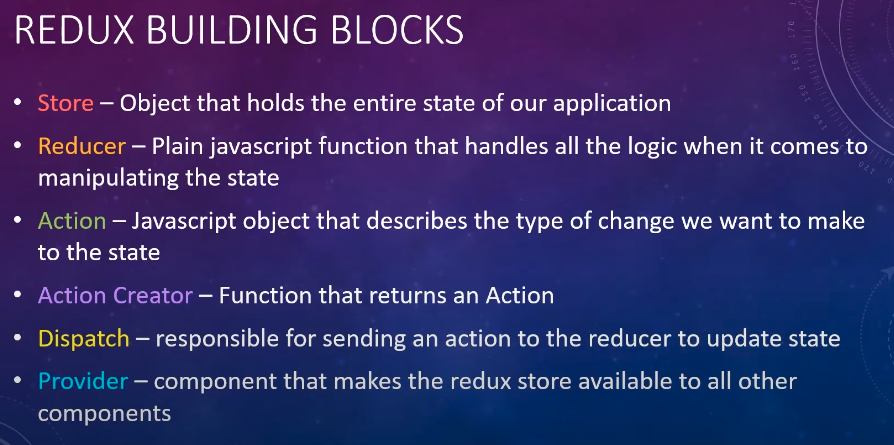 REDUX BUILDING BLOCKS
• Store – Object that holds the entire state of our application
• Reducer – Plain javascript function that handles all the logic when it comes to
manipulating the state
• Action – Javascript object that describes the type of change we want to make
to the state
• Action Creator – Function that returns an Action
• Dispatch – responsible for sending an action to the reducer to update state
• Provider – component that makes the redux store available to all other
components